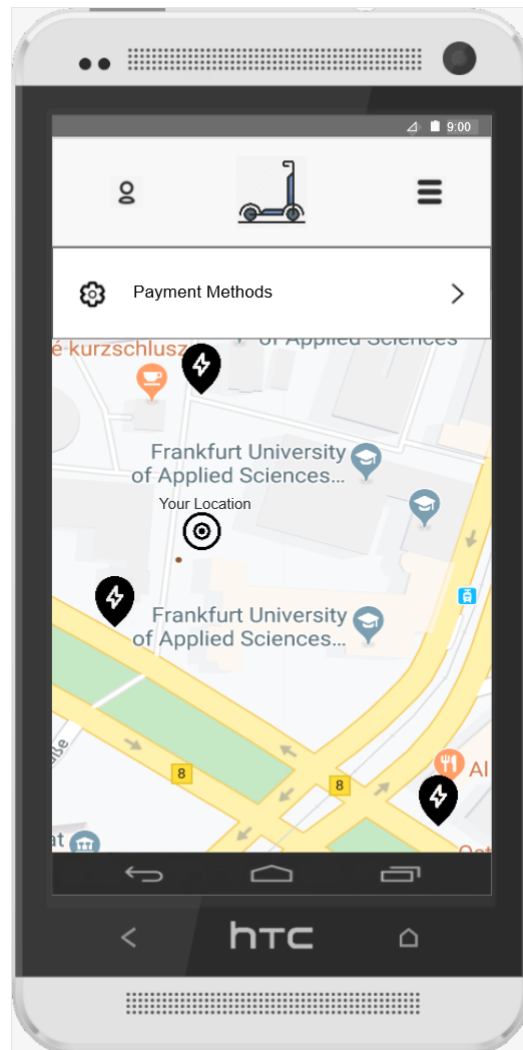 9:00
Payment Methods
é-kurzschlusz
of Applied Sciences
Frankfurt University
of Applied Sciences...
Your Location
Frankfurt University
of Applied Sciences...
8
8
Al
at
hTC